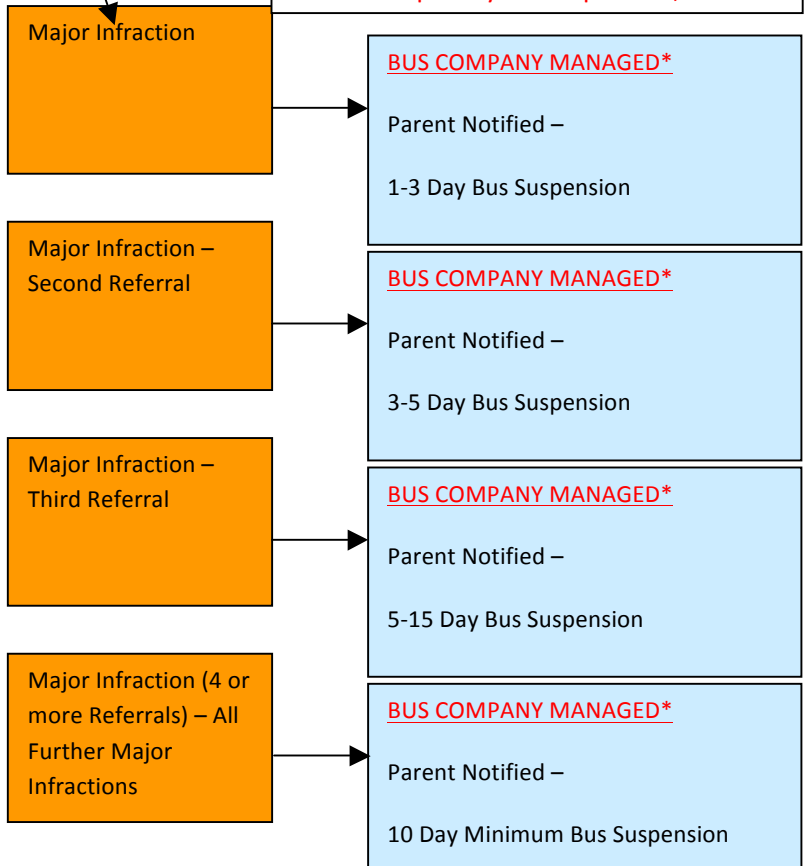 Major Infraction
BUS COMPANY MANAGED*
Parent Notified –
1-3 Day Bus Suspension
Major Infraction –
Second Referral
BUS COMPANY MANAGED*
Parent Notified –
3-5 Day Bus Suspension
Major Infraction –
Third Referral
BUS COMPANY MANAGED*
Parent Notified –
5-15 Day Bus Suspension
Major Infraction (4 or
more Referrals) – All
Further Major
Infractions
BUS COMPANY MANAGED*
Parent Notified –
10 Day Minimum Bus Suspension